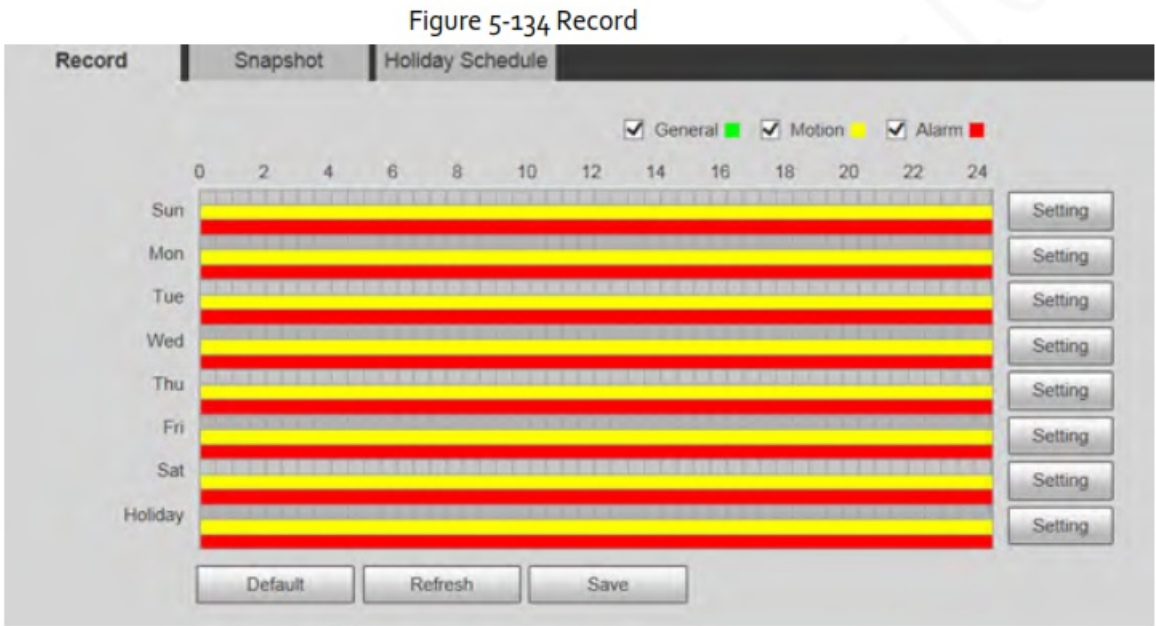 Figure 5-134 Record
Record Snapshot Holiday Schedule
General Motion Alarm
0 2 4 6 8 10 12 14 16 18 20 22 24
Sun Setting
Mon Setting
Tue Setting
Wed Setting
Thu Setting
Fri Setting
Sat Setting
Holiday Setting
Default Refresh Save